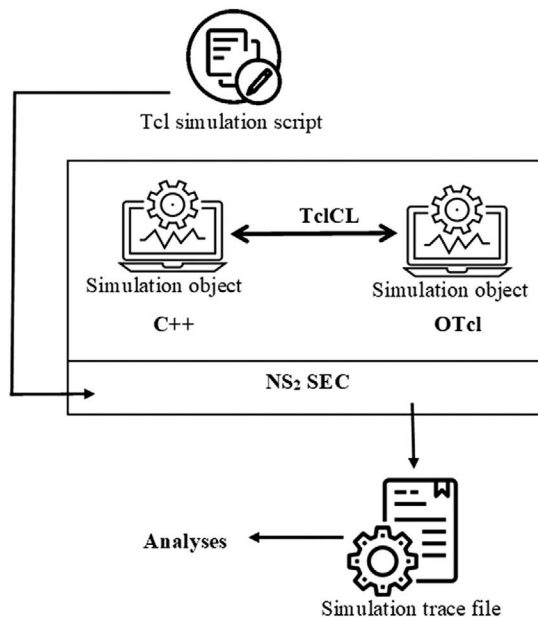 Tcl simulation script
TclCL
Simulation object
Simulation object
C++
OTcl
NS₂ SEC
Analyses
Simulation trace file